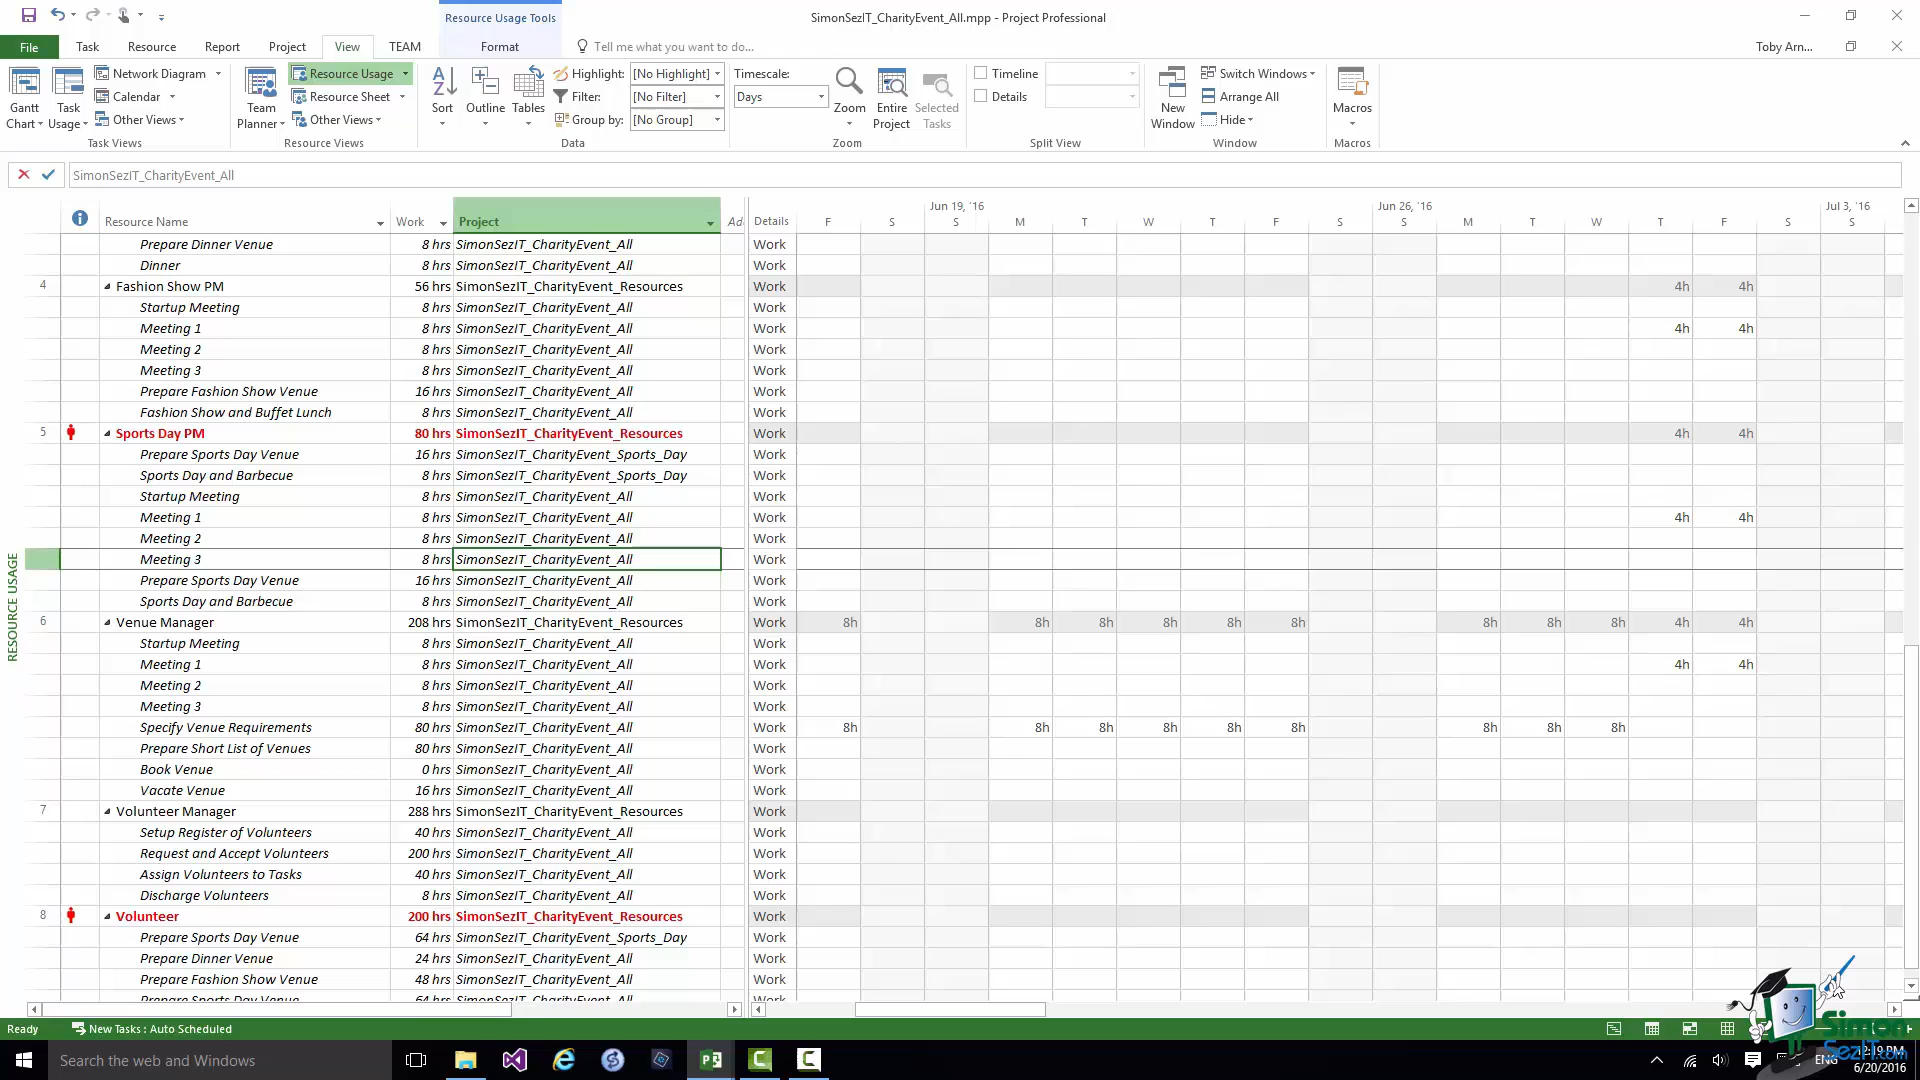 SimonSezIT_CharityEvent_All.mpp - Project Professional
Resource Usage Tools
File Task Resource Report Project View TEAM Format Tell me what you want to do... Toby Arn...
Gantt Chart
Task Usage
Network Diagram
Calendar
Other Views
Task Views
Team Planner
Resource Usage
Resource Sheet
Other Views
Resource Views
Sort
Outline
Tables
Highlight: [No Highlight]
Filter: [No Filter]
Group by: [No Group]
Data
Timescale:
Days
Zoom
Entire Project
Selected Tasks
Zoom
Timeline
Details
Split View
New Window
Switch Windows
Arrange All
Hide
Window
Macros
Macros
SimonSezIT_CharityEvent_All
Jun 19, '16 Jun 26, '16 Jul 3, '16
Resource Name Work Project Ad Details F S S M T W T F S S M T W T F S S
Prepare Dinner Venue 8 hrs SimonSezIT_CharityEvent_All Work
Dinner 8 hrs SimonSezIT_CharityEvent_All Work
4 Fashion Show PM 56 hrs SimonSezIT_CharityEvent_Resources Work 4h 4h
Startup Meeting 8 hrs SimonSezIT_CharityEvent_All Work
Meeting 1 8 hrs SimonSezIT_CharityEvent_All Work 4h 4h
Meeting 2 8 hrs SimonSezIT_CharityEvent_All Work
Meeting 3 8 hrs SimonSezIT_CharityEvent_All Work
Prepare Fashion Show Venue 16 hrs SimonSezIT_CharityEvent_All Work
Fashion Show and Buffet Lunch 8 hrs SimonSezIT_CharityEvent_All Work
5 Sports Day PM 80 hrs SimonSezIT_CharityEvent_Resources Work 4h 4h
Prepare Sports Day Venue 16 hrs SimonSezIT_CharityEvent_Sports_Day Work
Sports Day and Barbecue 8 hrs SimonSezIT_CharityEvent_Sports_Day Work
Startup Meeting 8 hrs SimonSezIT_CharityEvent_All Work
Meeting 1 8 hrs SimonSezIT_CharityEvent_All Work 4h 4h
Meeting 2 8 hrs SimonSezIT_CharityEvent_All Work
Meeting 3 8 hrs SimonSezIT_CharityEvent_All Work
Prepare Sports Day Venue 16 hrs SimonSezIT_CharityEvent_All Work
Sports Day and Barbecue 8 hrs SimonSezIT_CharityEvent_All Work
6 Venue Manager 208 hrs SimonSezIT_CharityEvent_Resources Work 8h 8h 8h 8h 8h 8h 8h 8h 8h 4h 4h
Startup Meeting 8 hrs SimonSezIT_CharityEvent_All Work
Meeting 1 8 hrs SimonSezIT_CharityEvent_All Work 4h 4h
Meeting 2 8 hrs SimonSezIT_CharityEvent_All Work
Meeting 3 8 hrs SimonSezIT_CharityEvent_All Work
Specify Venue Requirements 80 hrs SimonSezIT_CharityEvent_All Work 8h 8h 8h 8h 8h 8h 8h 8h 8h
Prepare Short List of Venues 80 hrs SimonSezIT_CharityEvent_All Work
Book Venue 0 hrs SimonSezIT_CharityEvent_All Work
Vacate Venue 16 hrs SimonSezIT_CharityEvent_All Work
7 Volunteer Manager 288 hrs SimonSezIT_CharityEvent_Resources Work
Setup Register of Volunteers 40 hrs SimonSezIT_CharityEvent_All Work
Request and Accept Volunteers 200 hrs SimonSezIT_CharityEvent_All Work
Assign Volunteers to Tasks 40 hrs SimonSezIT_CharityEvent_All Work
Discharge Volunteers 8 hrs SimonSezIT_CharityEvent_All Work
8 Volunteer 200 hrs SimonSezIT_CharityEvent_Resources Work
Prepare Sports Day Venue 64 hrs SimonSezIT_CharityEvent_Sports_Day Work
Prepare Dinner Venue 24 hrs SimonSezIT_CharityEvent_All Work
Prepare Fashion Show Venue 48 hrs SimonSezIT_CharityEvent_All Work
Prepare Sports Day Venue 64 hrs SimonSezIT_CharityEvent_All Work
RESOURCE USAGE
Ready New Tasks : Auto Scheduled
Simon
SezIT.com
Search the web and Windows
ENG
12:19 PM
6/20/2016